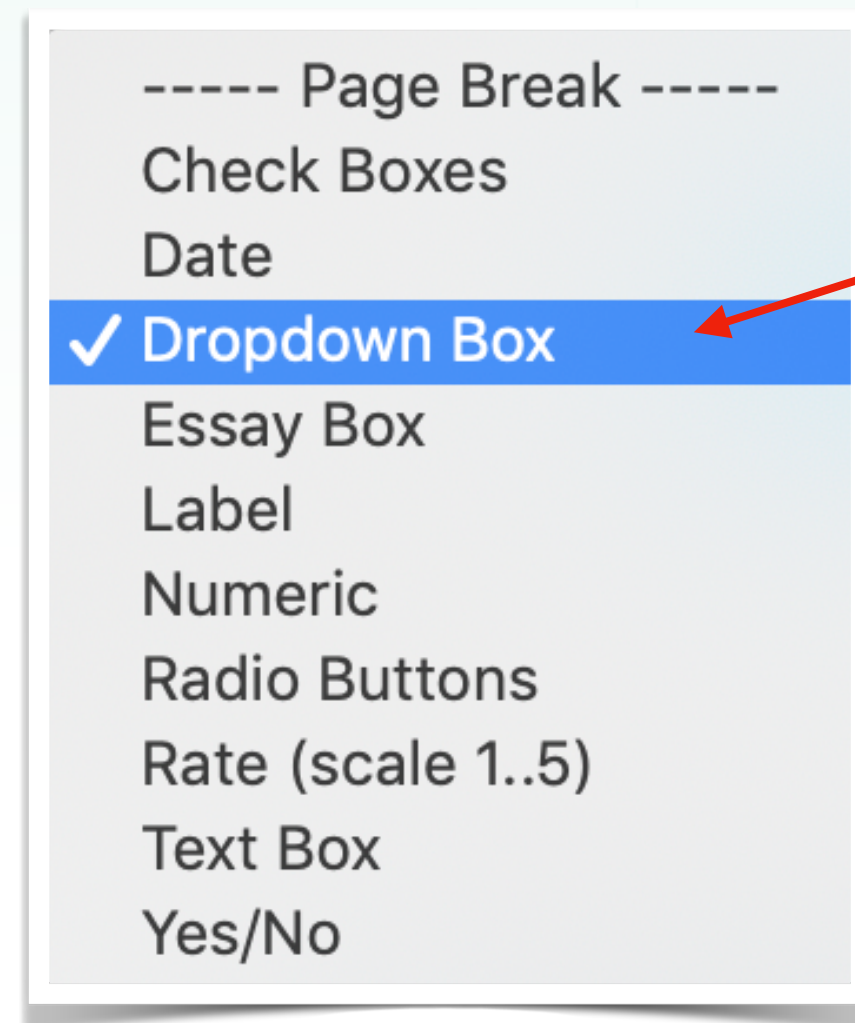 ----- Page Break -----
Check Boxes
Date
✓ Dropdown Box
Essay Box
Label
Numeric
Radio Buttons
Rate (scale 1..5)
Text Box
Yes/No